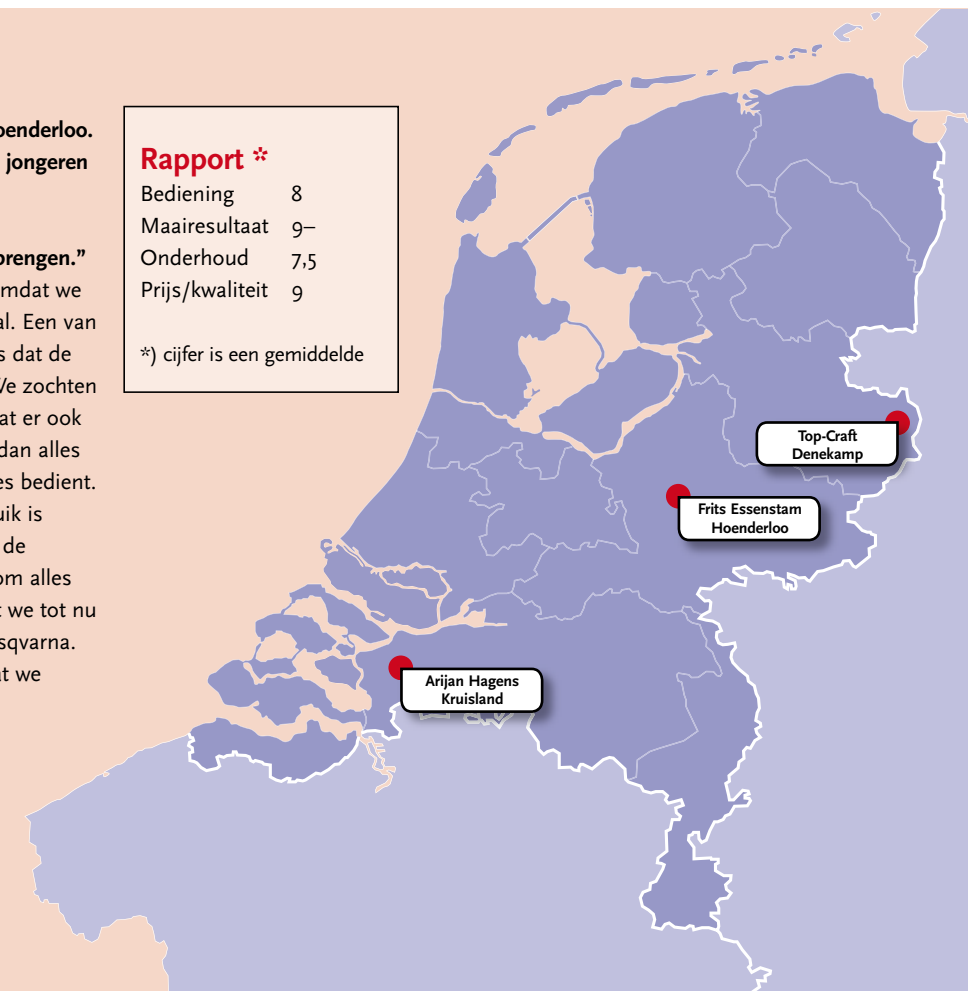 oenderloo.
jongeren
brengen.”
mdat we
al. Een van
s dat de
We zochten
at er ook
dan alles
es bedient.
uik is
de
om alles
t we tot nu
sqvarna.
at we
Rapport *
Bediening 8
Maairesultaat 9–
Onderhoud 7,5
Prijs/kwaliteit 9
*) cijfer is een gemiddelde
Top-Craft
Denekamp
Frits Essenstam
Hoenderloo
Arijan Hagens
Kruisland